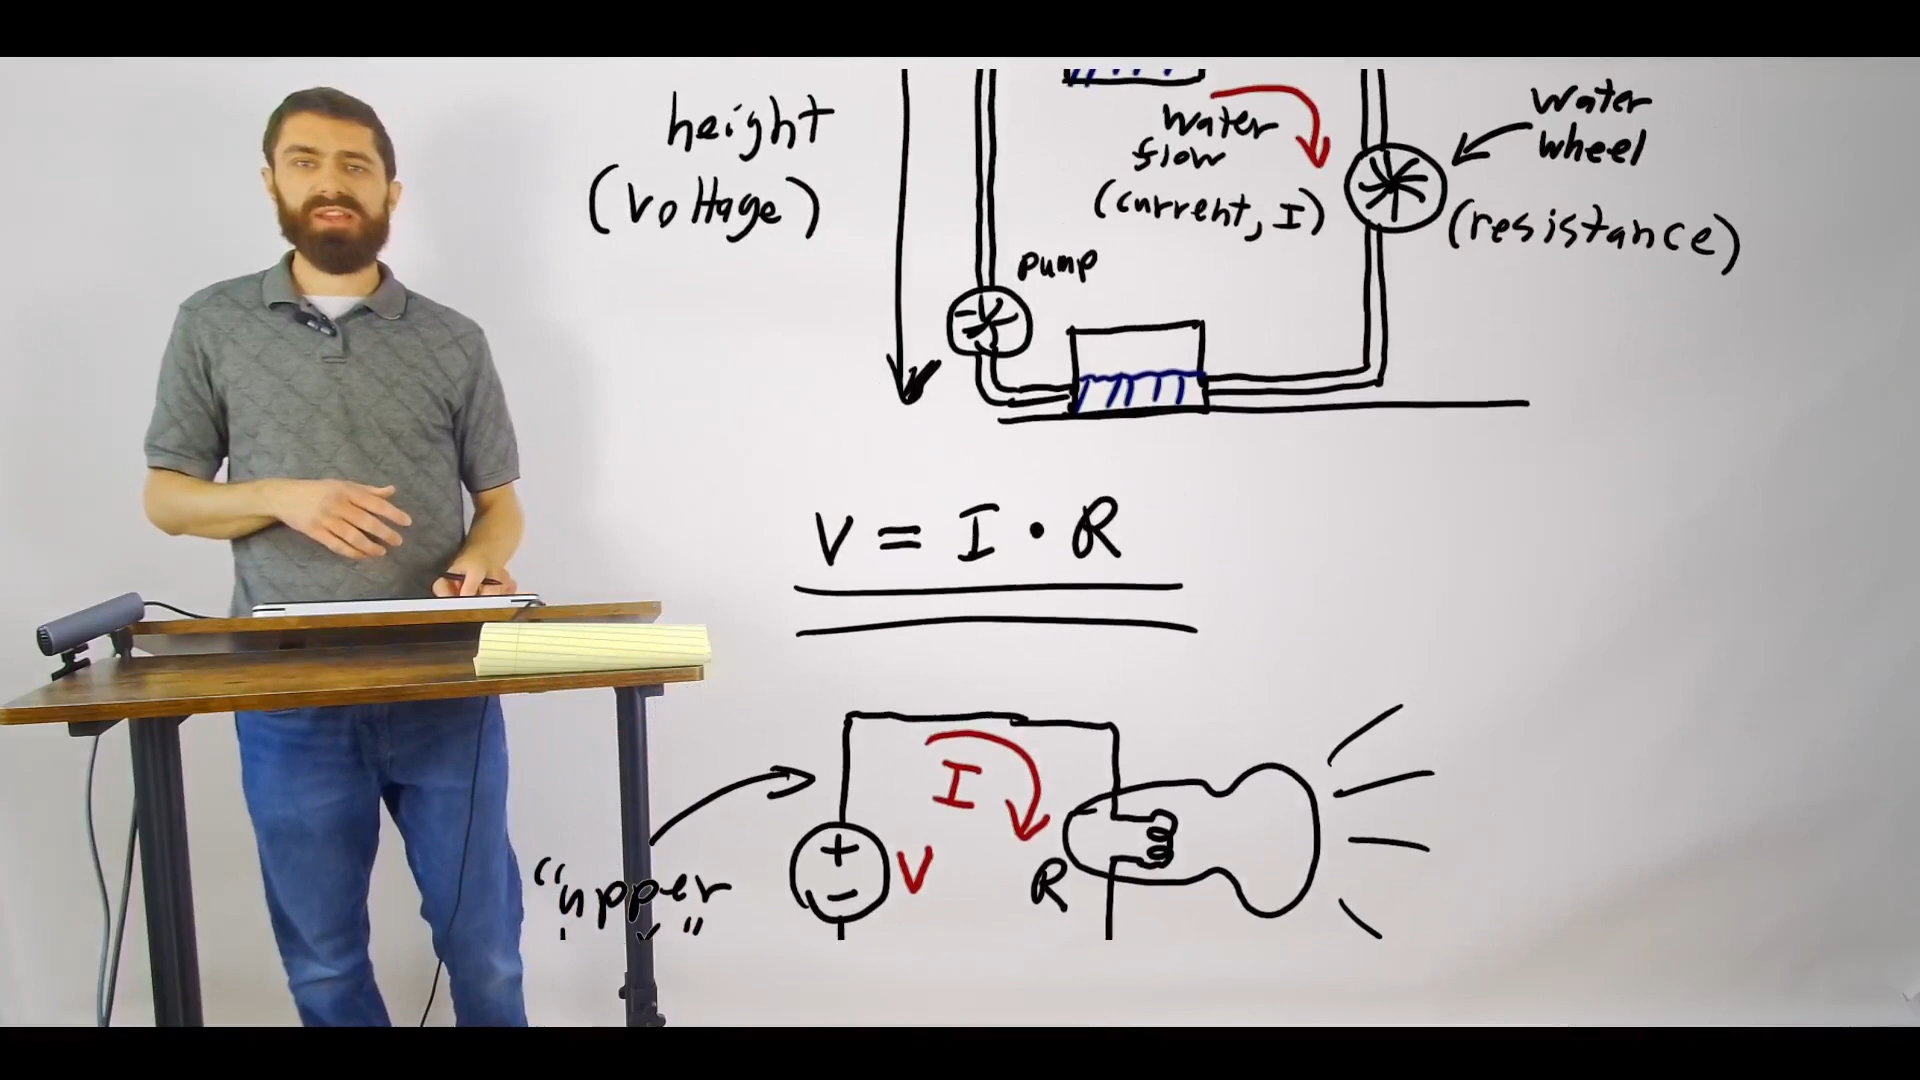 height
(voltage)
water
flow
(current, I)
water
wheel
(resistance)
pump
V = I · R
I
+
V
-
R
"upper